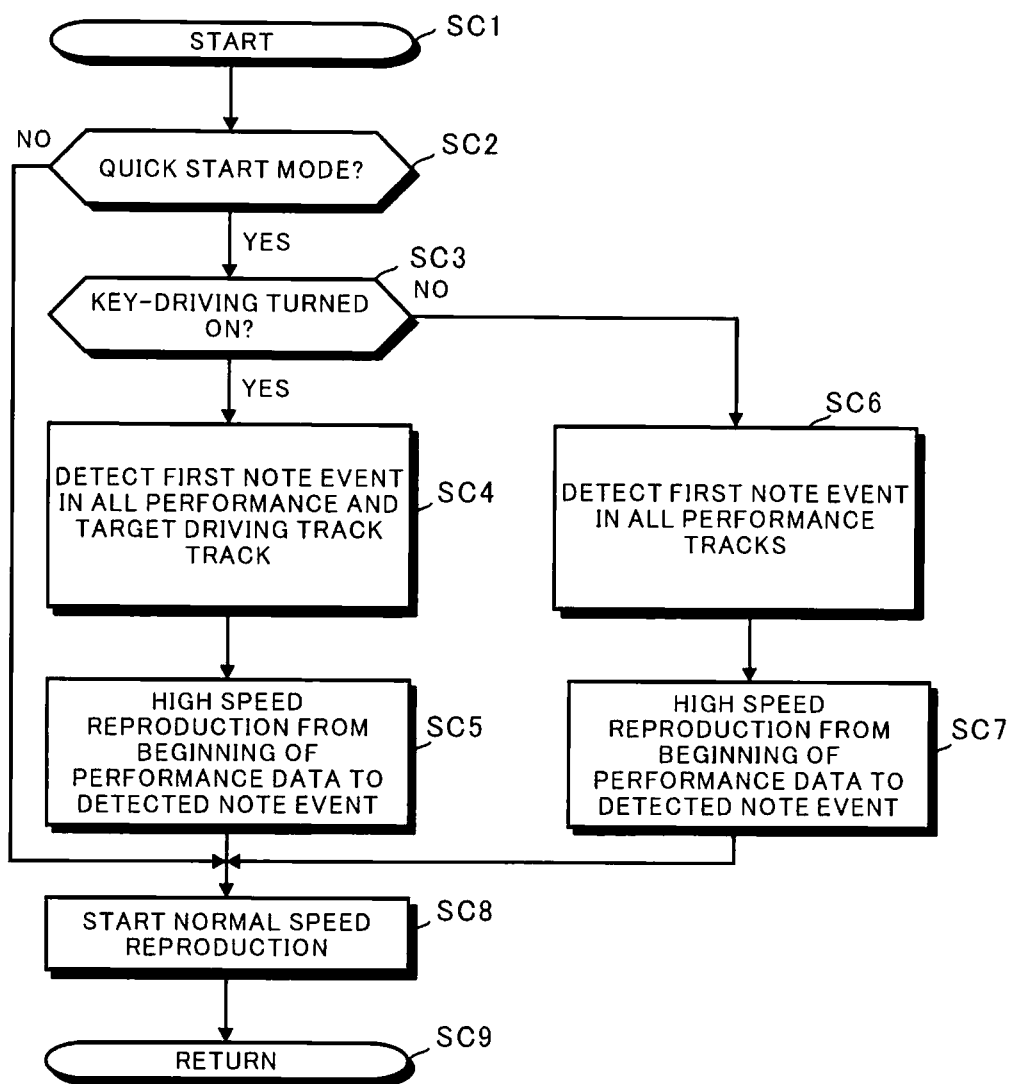 START
SC1
NO
QUICK START MODE?
SC2
YES
SC3
KEY-DRIVING TURNED
ON?
NO
YES
SC6
DETECT FIRST NOTE EVENT
IN ALL PERFORMANCE AND
TARGET DRIVING TRACK
TRACK
SC4
DETECT FIRST NOTE EVENT
IN ALL PERFORMANCE
TRACKS
HIGH SPEED
REPRODUCTION FROM
BEGINNING OF
PERFORMANCE DATA TO
DETECTED NOTE EVENT
SC5
HIGH SPEED
REPRODUCTION FROM
BEGINNING OF
PERFORMANCE DATA TO
DETECTED NOTE EVENT
SC7
START NORMAL SPEED
REPRODUCTION
SC8
RETURN
SC9